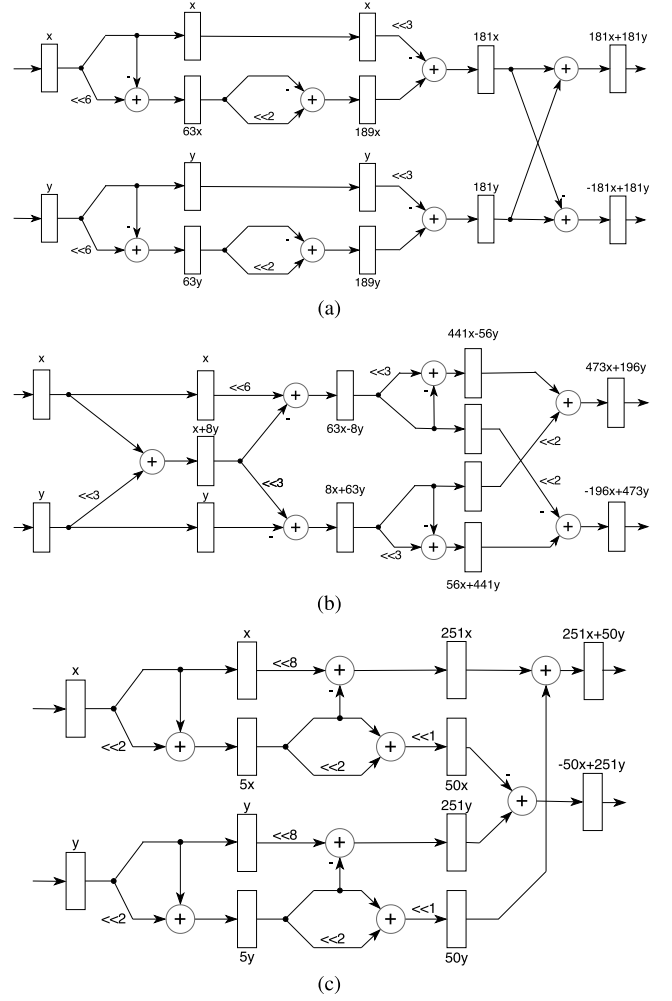 x x x
<<3
181x 181x+181y
- - + +
<<6 + - +
<<2
63x 189x
y y y
<<3
181y -181x+181y
- - + - +
<<6 + - +
<<2
63y 189y
(a)
441x-56y
x x <<6 <<3 + 473x+196y
+ - +
x+8y - 63x-8y <<2
+
<<3 <<3 8x+63y <<2
y y -196x+473y
- + - - +
<<3 +
56x+441y
(b)
x 251x 251x+50y
x <<8 + +
-
<<2 + + <<1
<<2 - -50x+251y
5x 50x
y 251y +
y <<8 +
-
<<2 + + <<1
<<2
5y 50y
(c)